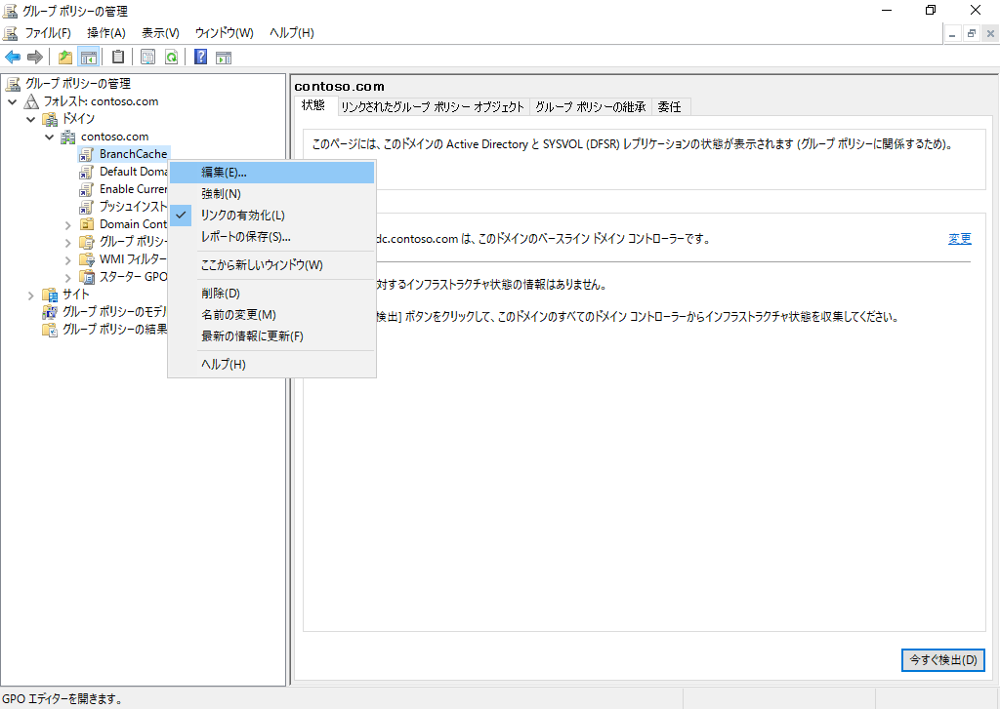 グループ ポリシーの管理
ファイル(F) 操作(A) 表示(V) ウィンドウ(W) ヘルプ(H)
グループ ポリシーの管理
フォレスト: contoso.com
ドメイン
contoso.com
BranchCache
Default Doma
Enable Curren
プッシュインスト
Domain Cont
グループ ポリシー
WMI フィルター
スターター GPO
サイト
グループ ポリシーのモデル
グループ ポリシーの結果
編集(E)...
強制(N)
リンクの有効化(L)
レポートの保存(S)...
ここから新しいウィンドウ(W)
削除(D)
名前の変更(M)
最新の情報に更新(F)
ヘルプ(H)
contoso.com
状態 リンクされたグループ ポリシー オブジェクト グループ ポリシーの継承 委任
このページには、このドメインの Active Directory と SYSVOL (DFSR) レプリケーションの状態が表示されます (グループ ポリシーに関係するため)。
dc.contoso.com は、このドメインのベースライン ドメイン コントローラーです。 変更
対するインフラストラクチャ状態の情報はありません。
検出] ボタンをクリックして、このドメインのすべてのドメイン コントローラーからインフラストラクチャ状態を収集してください。
今すぐ検出(D)
GPO エディターを開きます。